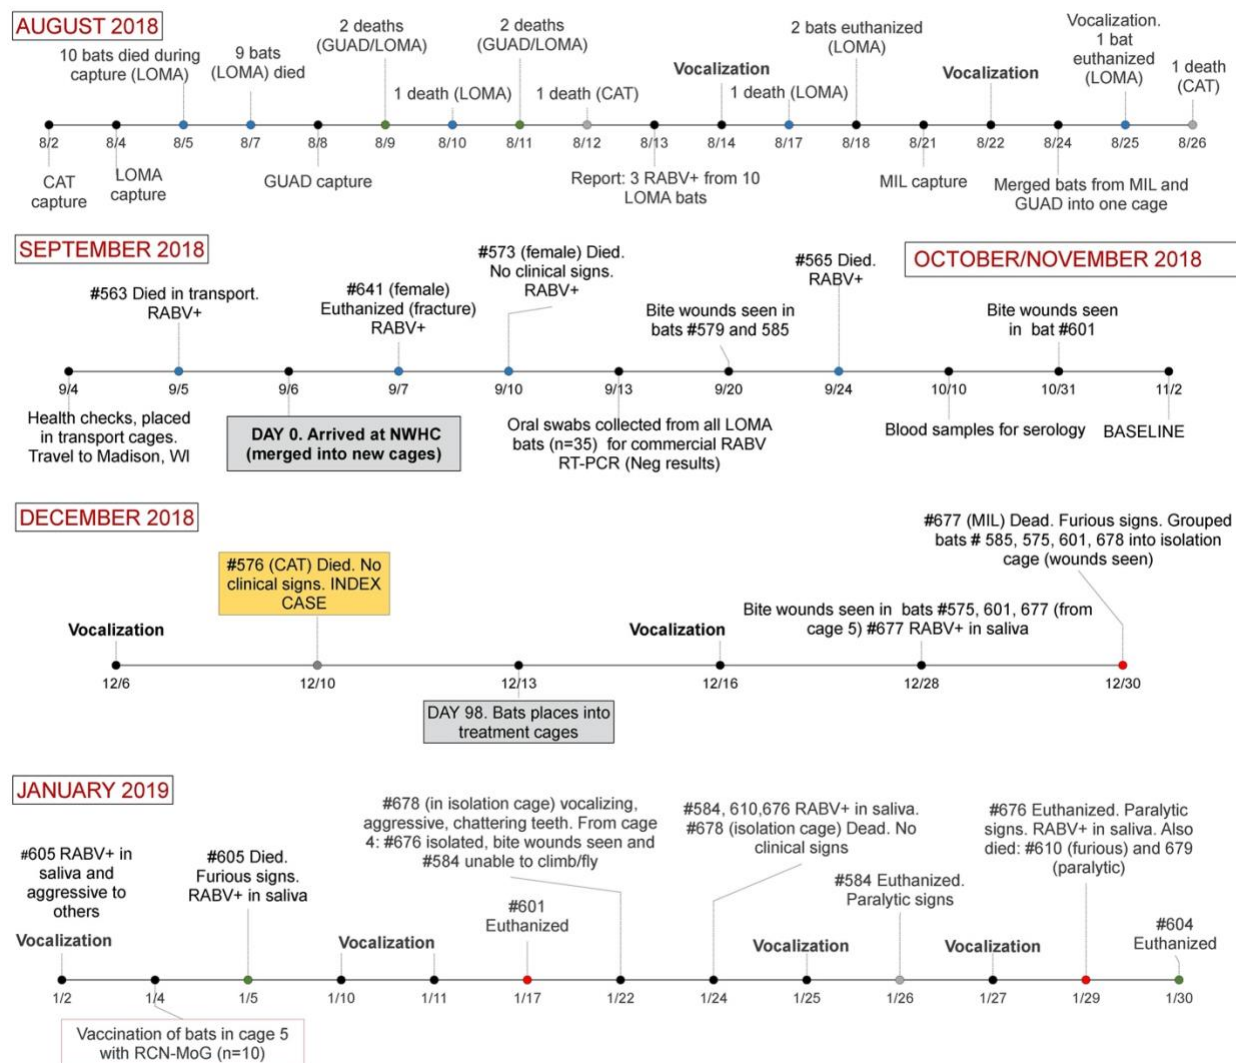 AUGUST 2018
10 bats died during
capture (LOMA)
9 bats
(LOMA) died
2 deaths
(GUAD/LOMA)
1 death (LOMA)
2 deaths
(GUAD/LOMA)
1 death (CAT)
Vocalization
1 death (LOMA)
2 bats euthanized
(LOMA)
Vocalization
Vocalization.
1 bat
euthanized
(LOMA)
1 death
(CAT)
8/2 8/4 8/5 8/7 8/8 8/9 8/10 8/11 8/12 8/13 8/14 8/17 8/18 8/21 8/22 8/24 8/25 8/26
CAT
capture
LOMA
capture
GUAD capture
Report: 3 RABV+ from 10
LOMA bats
MIL capture
Merged bats from MIL and
GUAD into one cage
SEPTEMBER 2018
OCTOBER/NOVEMBER 2018
#563 Died in transport.
RABV+
#641 (female)
Euthanized (fracture)
RABV+
#573 (female) Died.
No clinical signs.
RABV+
Bite wounds seen in
bats #579 and 585
#565 Died.
RABV+
Bite wounds seen
in bat #601
9/4 9/5 9/6 9/7 9/10 9/13 9/20 9/24 10/10 10/31 11/2
Health checks, placed
in transport cages.
Travel to Madison, WI
DAY 0. Arrived at NWHC
(merged into new cages)
Oral swabs collected from all LOMA
bats (n=35) for commercial RABV
RT-PCR (Neg results)
Blood samples for serology
BASELINE
DECEMBER 2018
Vocalization
#576 (CAT) Died. No
clinical signs. INDEX
CASE
Vocalization
Bite wounds seen in bats #575, 601, 677 (from
cage 5) #677 RABV+ in saliva
#677 (MIL) Dead. Furious signs. Grouped
bats # 585, 575, 601, 678 into isolation
cage (wounds seen)
12/6 12/10 12/13 12/16 12/28 12/30
DAY 98. Bats places into
treatment cages
JANUARY 2019
#605 RABV+ in
saliva and
aggressive to
others
Vocalization
#605 Died.
Furious signs.
RABV+ in saliva
Vocalization
#601
Euthanized
#678 (in isolation cage) vocalizing,
aggressive, chattering teeth. From cage
4: #676 isolated, bite wounds seen and
#584 unable to climb/fly
#584, 610,676 RABV+ in saliva.
#678 (isolation cage) Dead. No
clinical signs
Vocalization
#584 Euthanized.
Paralytic signs
Vocalization
#676 Euthanized. Paralytic
signs. RABV+ in saliva. Also
died: #610 (furious) and 679
(paralytic)
#604
Euthanized
1/2 1/4 1/5 1/10 1/11 1/17 1/22 1/24 1/25 1/26 1/27 1/29 1/30
Vaccination of bats in cage 5
with RCN-MoG (n=10)